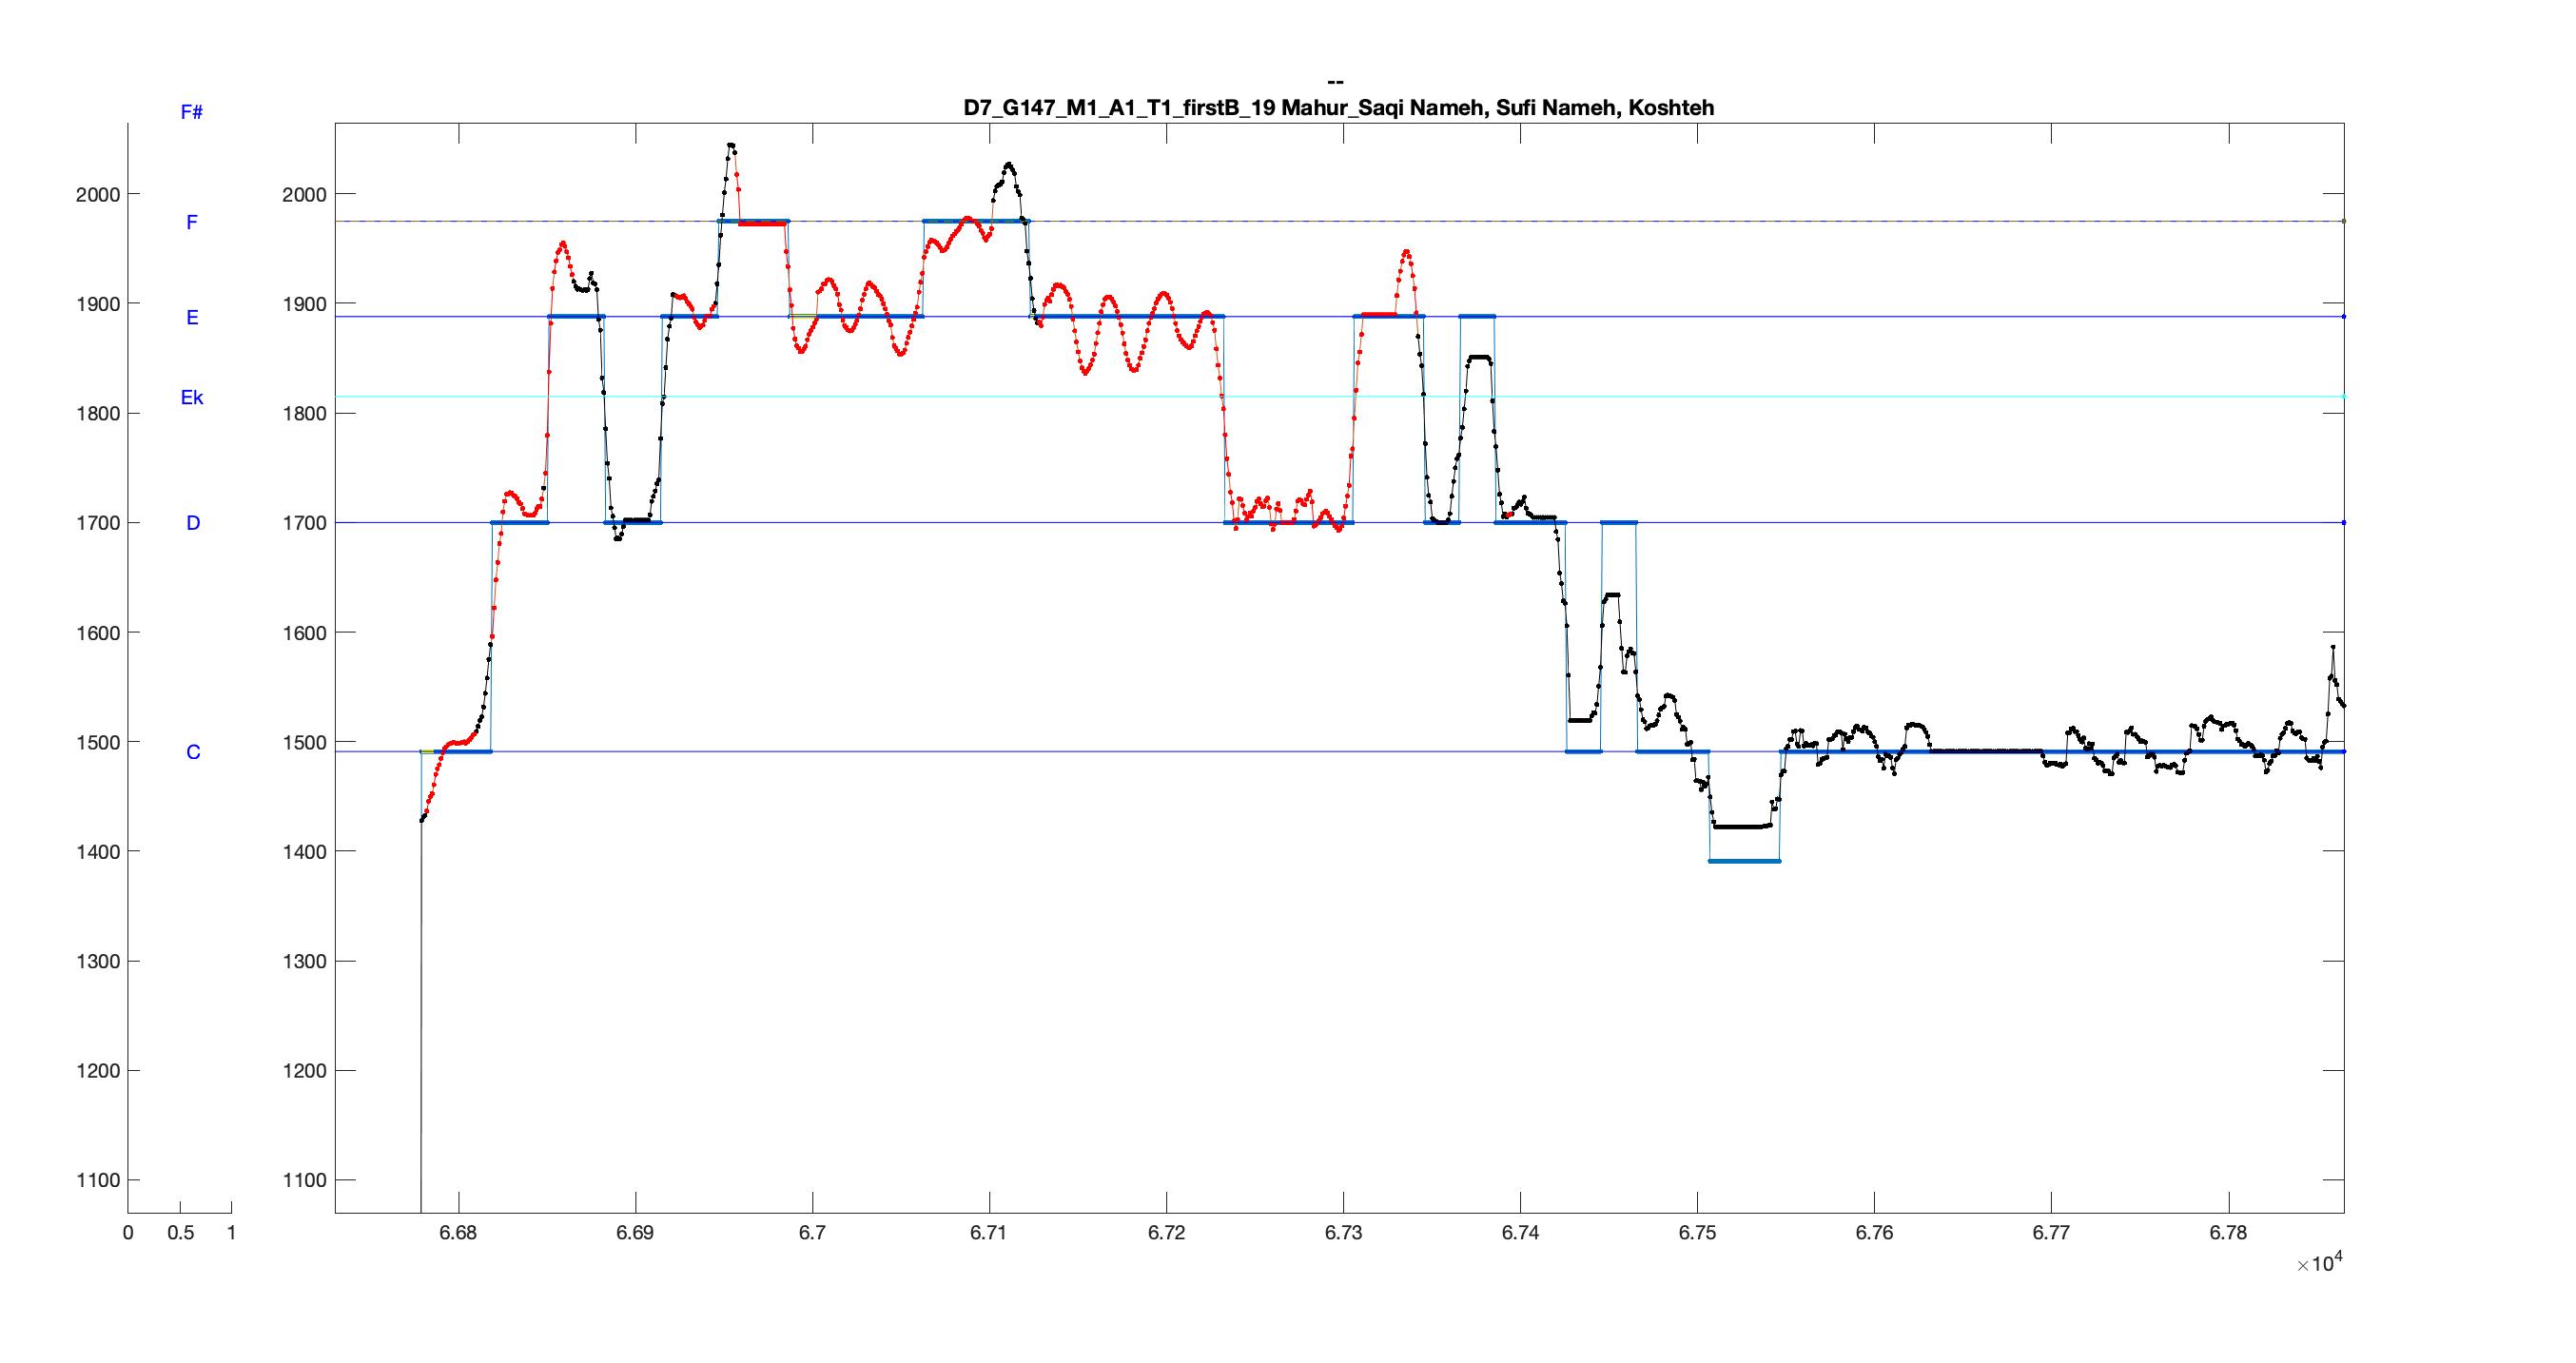 --
D7_G147_M1_A1_T1_firstB_19 Mahur_Saqi Nameh, Sufi Nameh, Koshteh
F#
2000 2000
F
1900 E 1900
Ek
1800 1800
1700 D 1700
1600 1600
1500 C 1500
1400 1400
1300 1300
1200 1200
1100 1100
0 0.5 1 6.68 6.69 6.7 6.71 6.72 6.73 6.74 6.75 6.76 6.77 6.78
×10⁴